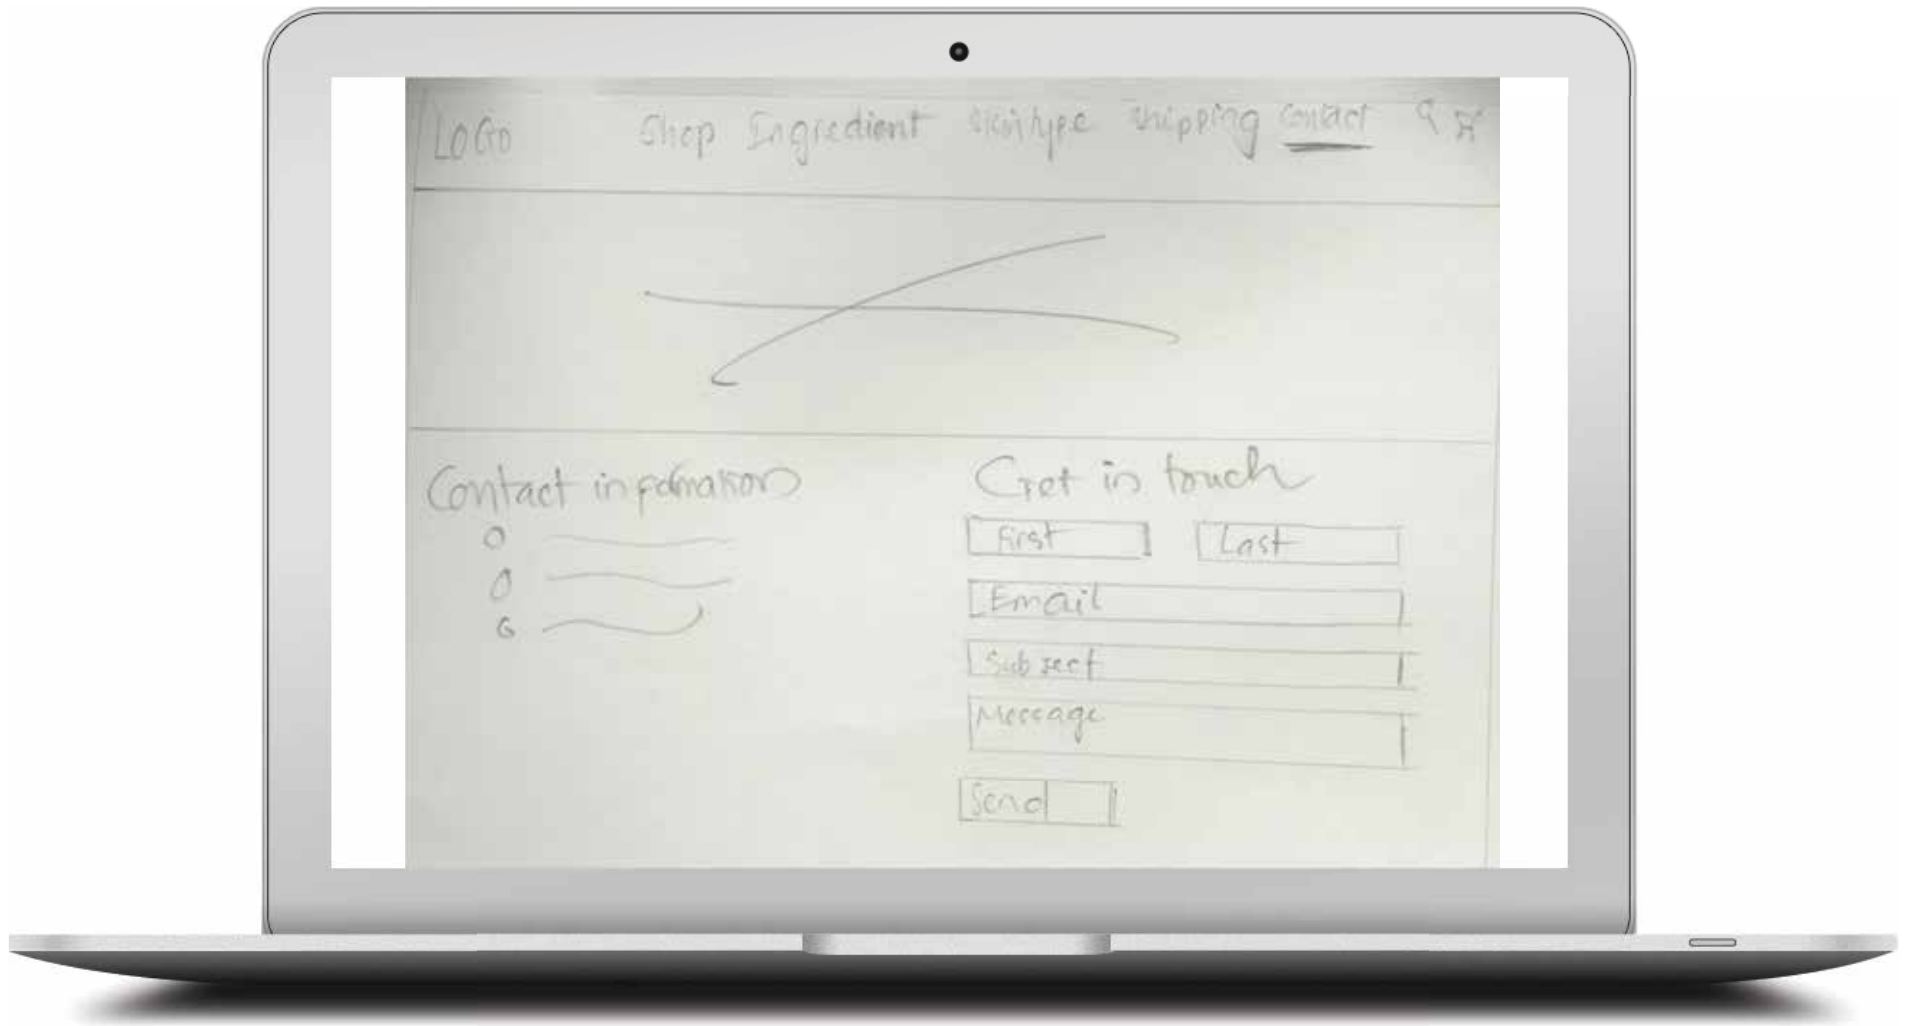 LOGO Shop Ingredient skintype shipping contact
Contact information
Get in touch
First Last
Email
Subject
Message
Send